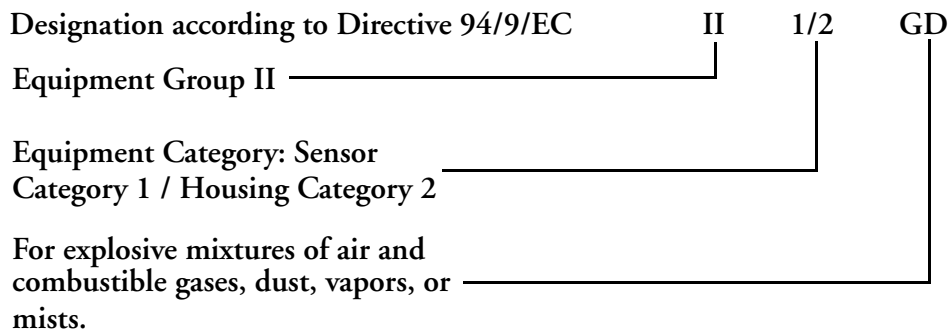 Designation according to Directive 94/9/EC II 1/2 GD
Equipment Group II
Equipment Category: Sensor
Category 1 / Housing Category 2
For explosive mixtures of air and
combustible gases, dust, vapors, or
mists.